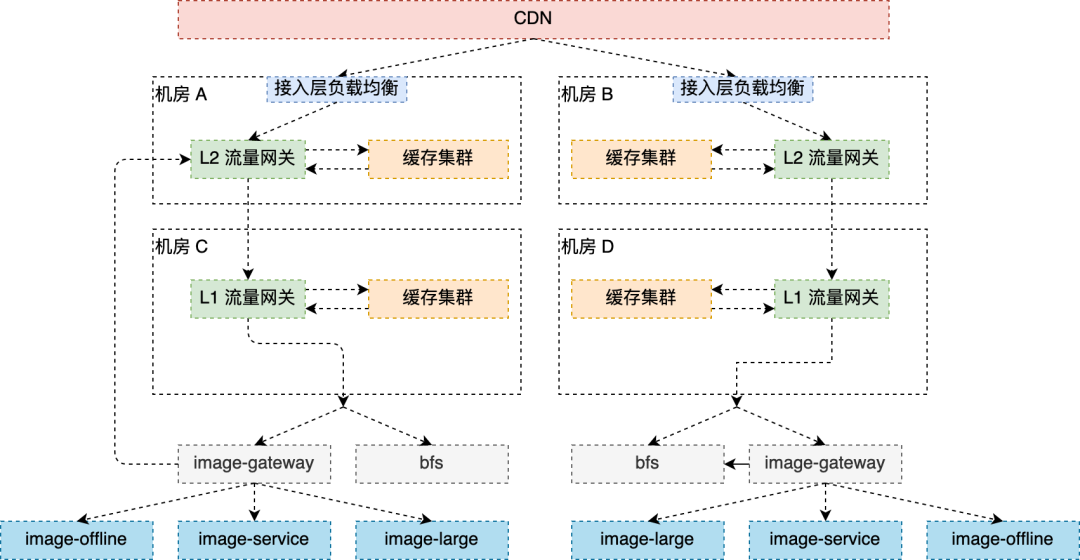 CDN
机房 A
接入层负载均衡
机房 B
接入层负载均衡
L2 流量网关
缓存集群
缓存集群
L2 流量网关
机房 C
机房 D
L1 流量网关
缓存集群
缓存集群
L1 流量网关
image-gateway
bfs
bfs
image-gateway
image-offline
image-service
image-large
image-large
image-service
image-offline